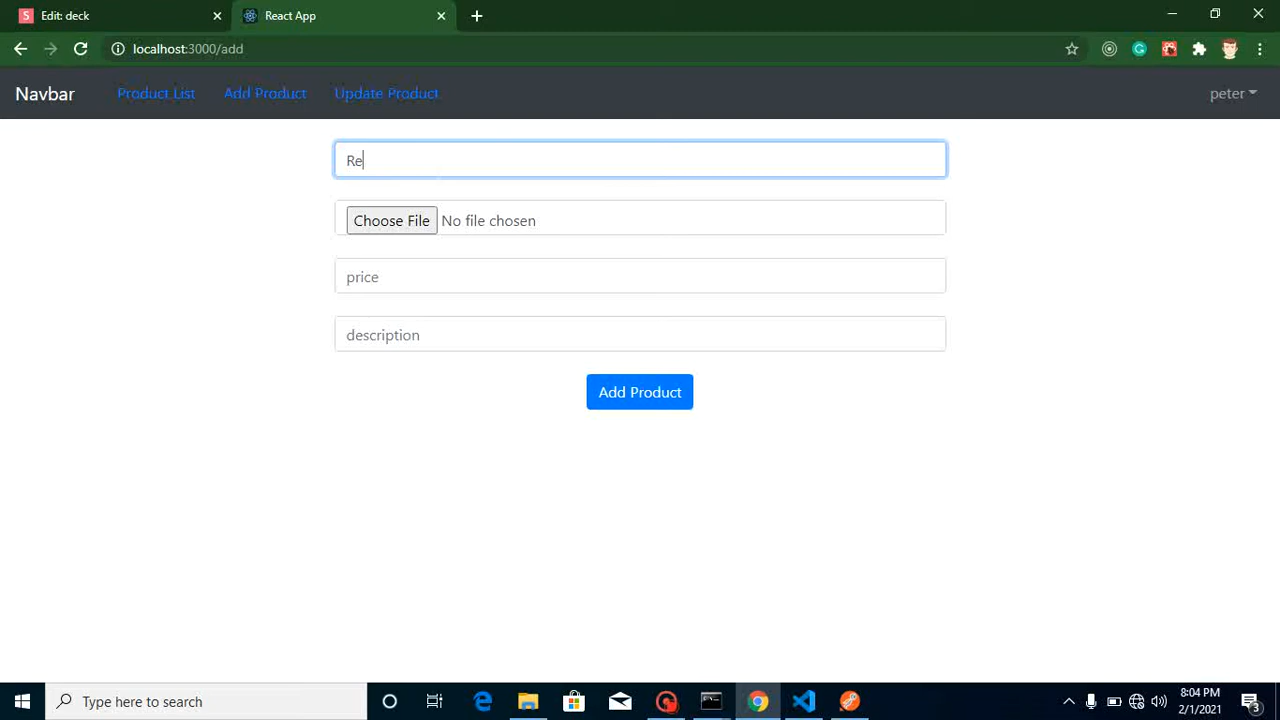 Edit: deck
React App
localhost:3000/add
Navbar
Product List
Add Product
Update Product
peter
Re
Choose File No file chosen
price
description
Add Product
Type here to search
8:04 PM
2/1/2021
3